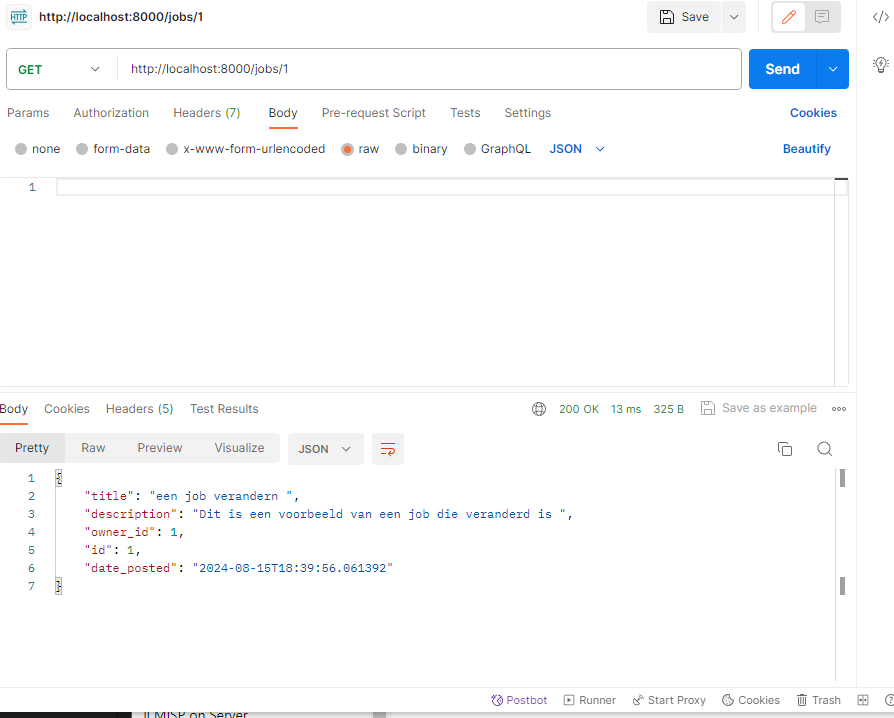 HTTP http://localhost:8000/jobs/1 Save </>
GET http://localhost:8000/jobs/1 Send
Params Authorization Headers (7) Body Pre-request Script Tests Settings Cookies
none form-data x-www-form-urlencoded raw binary GraphQL JSON Beautify
1
Body Cookies Headers (5) Test Results 200 OK 13 ms 325 B Save as example
Pretty Raw Preview Visualize JSON
1 {
2 "title": "een job verandern ",
3 "description": "Dit is een voorbeeld van een job die veranderd is ",
4 "owner_id": 1,
5 "id": 1,
6 "date_posted": "2024-08-15T18:39:56.061392"
7 }
Postbot Runner Start Proxy Cookies Trash
on Server